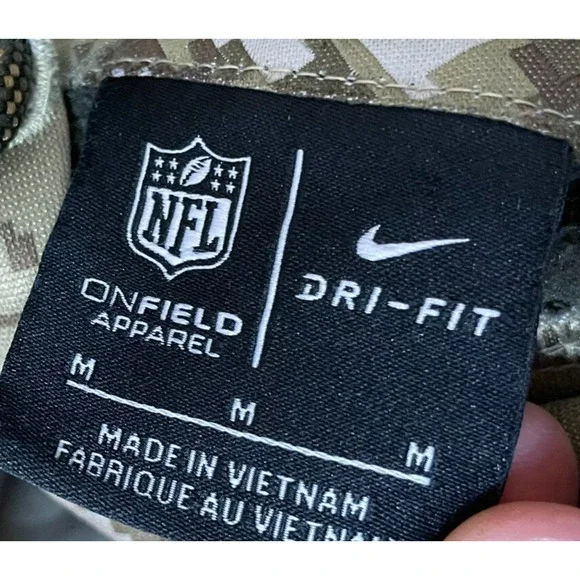 NFL
ONFIELD
APPAREL
DRI-FIT
M M M
MADE IN VIETNAM
FABRIQUE AU VIETNAM